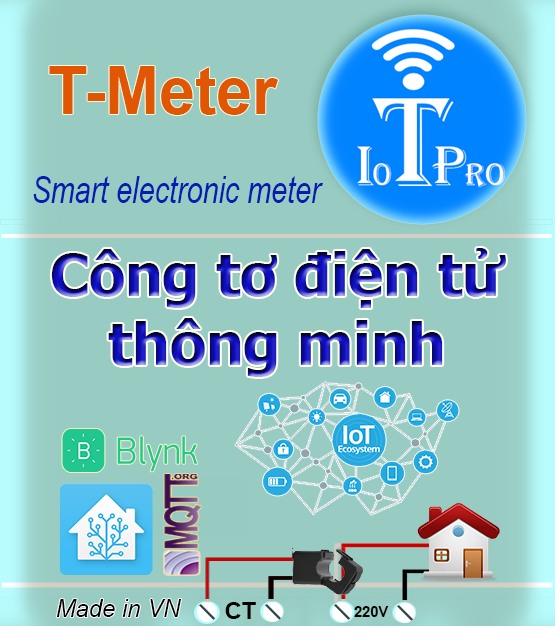 T-Meter
IoTPro
Smart electronic meter
Công tơ điện tử
thông minh
IoT
Ecosystem
B Blynk
MQTT.ORG
Made in VN
CT
220V